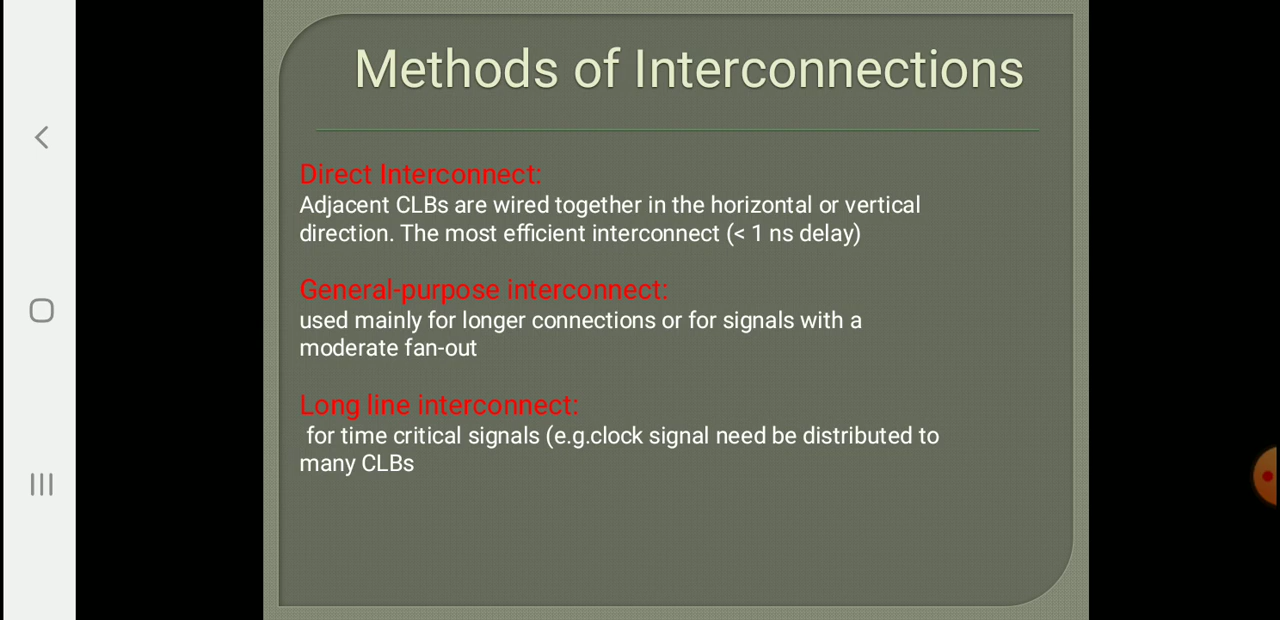 Methods of Interconnections
Direct Interconnect:
Adjacent CLBs are wired together in the horizontal or vertical
direction. The most efficient interconnect (< 1 ns delay)
General-purpose interconnect:
used mainly for longer connections or for signals with a
moderate fan-out
Long line interconnect:
for time critical signals (e.g.clock signal need be distributed to
many CLBs